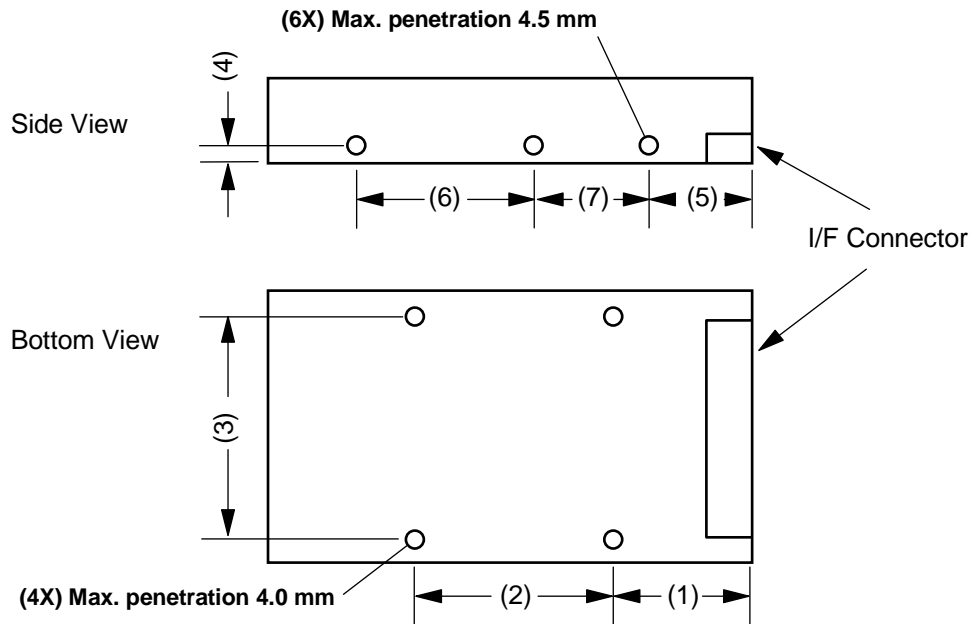 (6X) Max. penetration 4.5 mm
(4)
Side View
(6)
(7)
(5)
I/F Connector
Bottom View
(3)
(4X) Max. penetration 4.0 mm
(2)
(1)